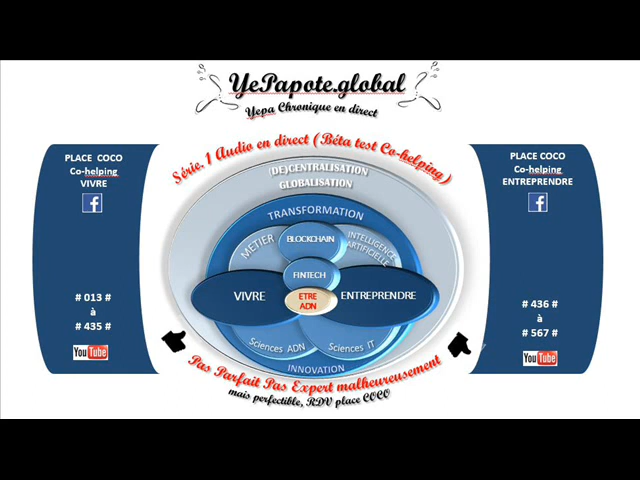 YePapote.global
Yepa Chronique en direct
Série, 1 Audio en direct (Béta test Co-helping)
PLACE COCO
Co-helping
VIVRE
# 013 #
à
# 435 #
YouTube
(DE)CENTRALISATION
GLOBALISATION
TRANSFORMATION
METIER
BLOCKCHAIN
INTELLIGENCE
ARTIFICIELLE
FINTECH
VIVRE
ETRE
ADN
ENTREPRENDRE
Sciences ADN
Sciences IT
INNOVATION
PLACE COCO
Co-helping
ENTREPRENDRE
# 436 #
à
# 567 #
YouTube
Pas Parfait Pas Expert malheureusement
mais perfectible, RDV place COCO